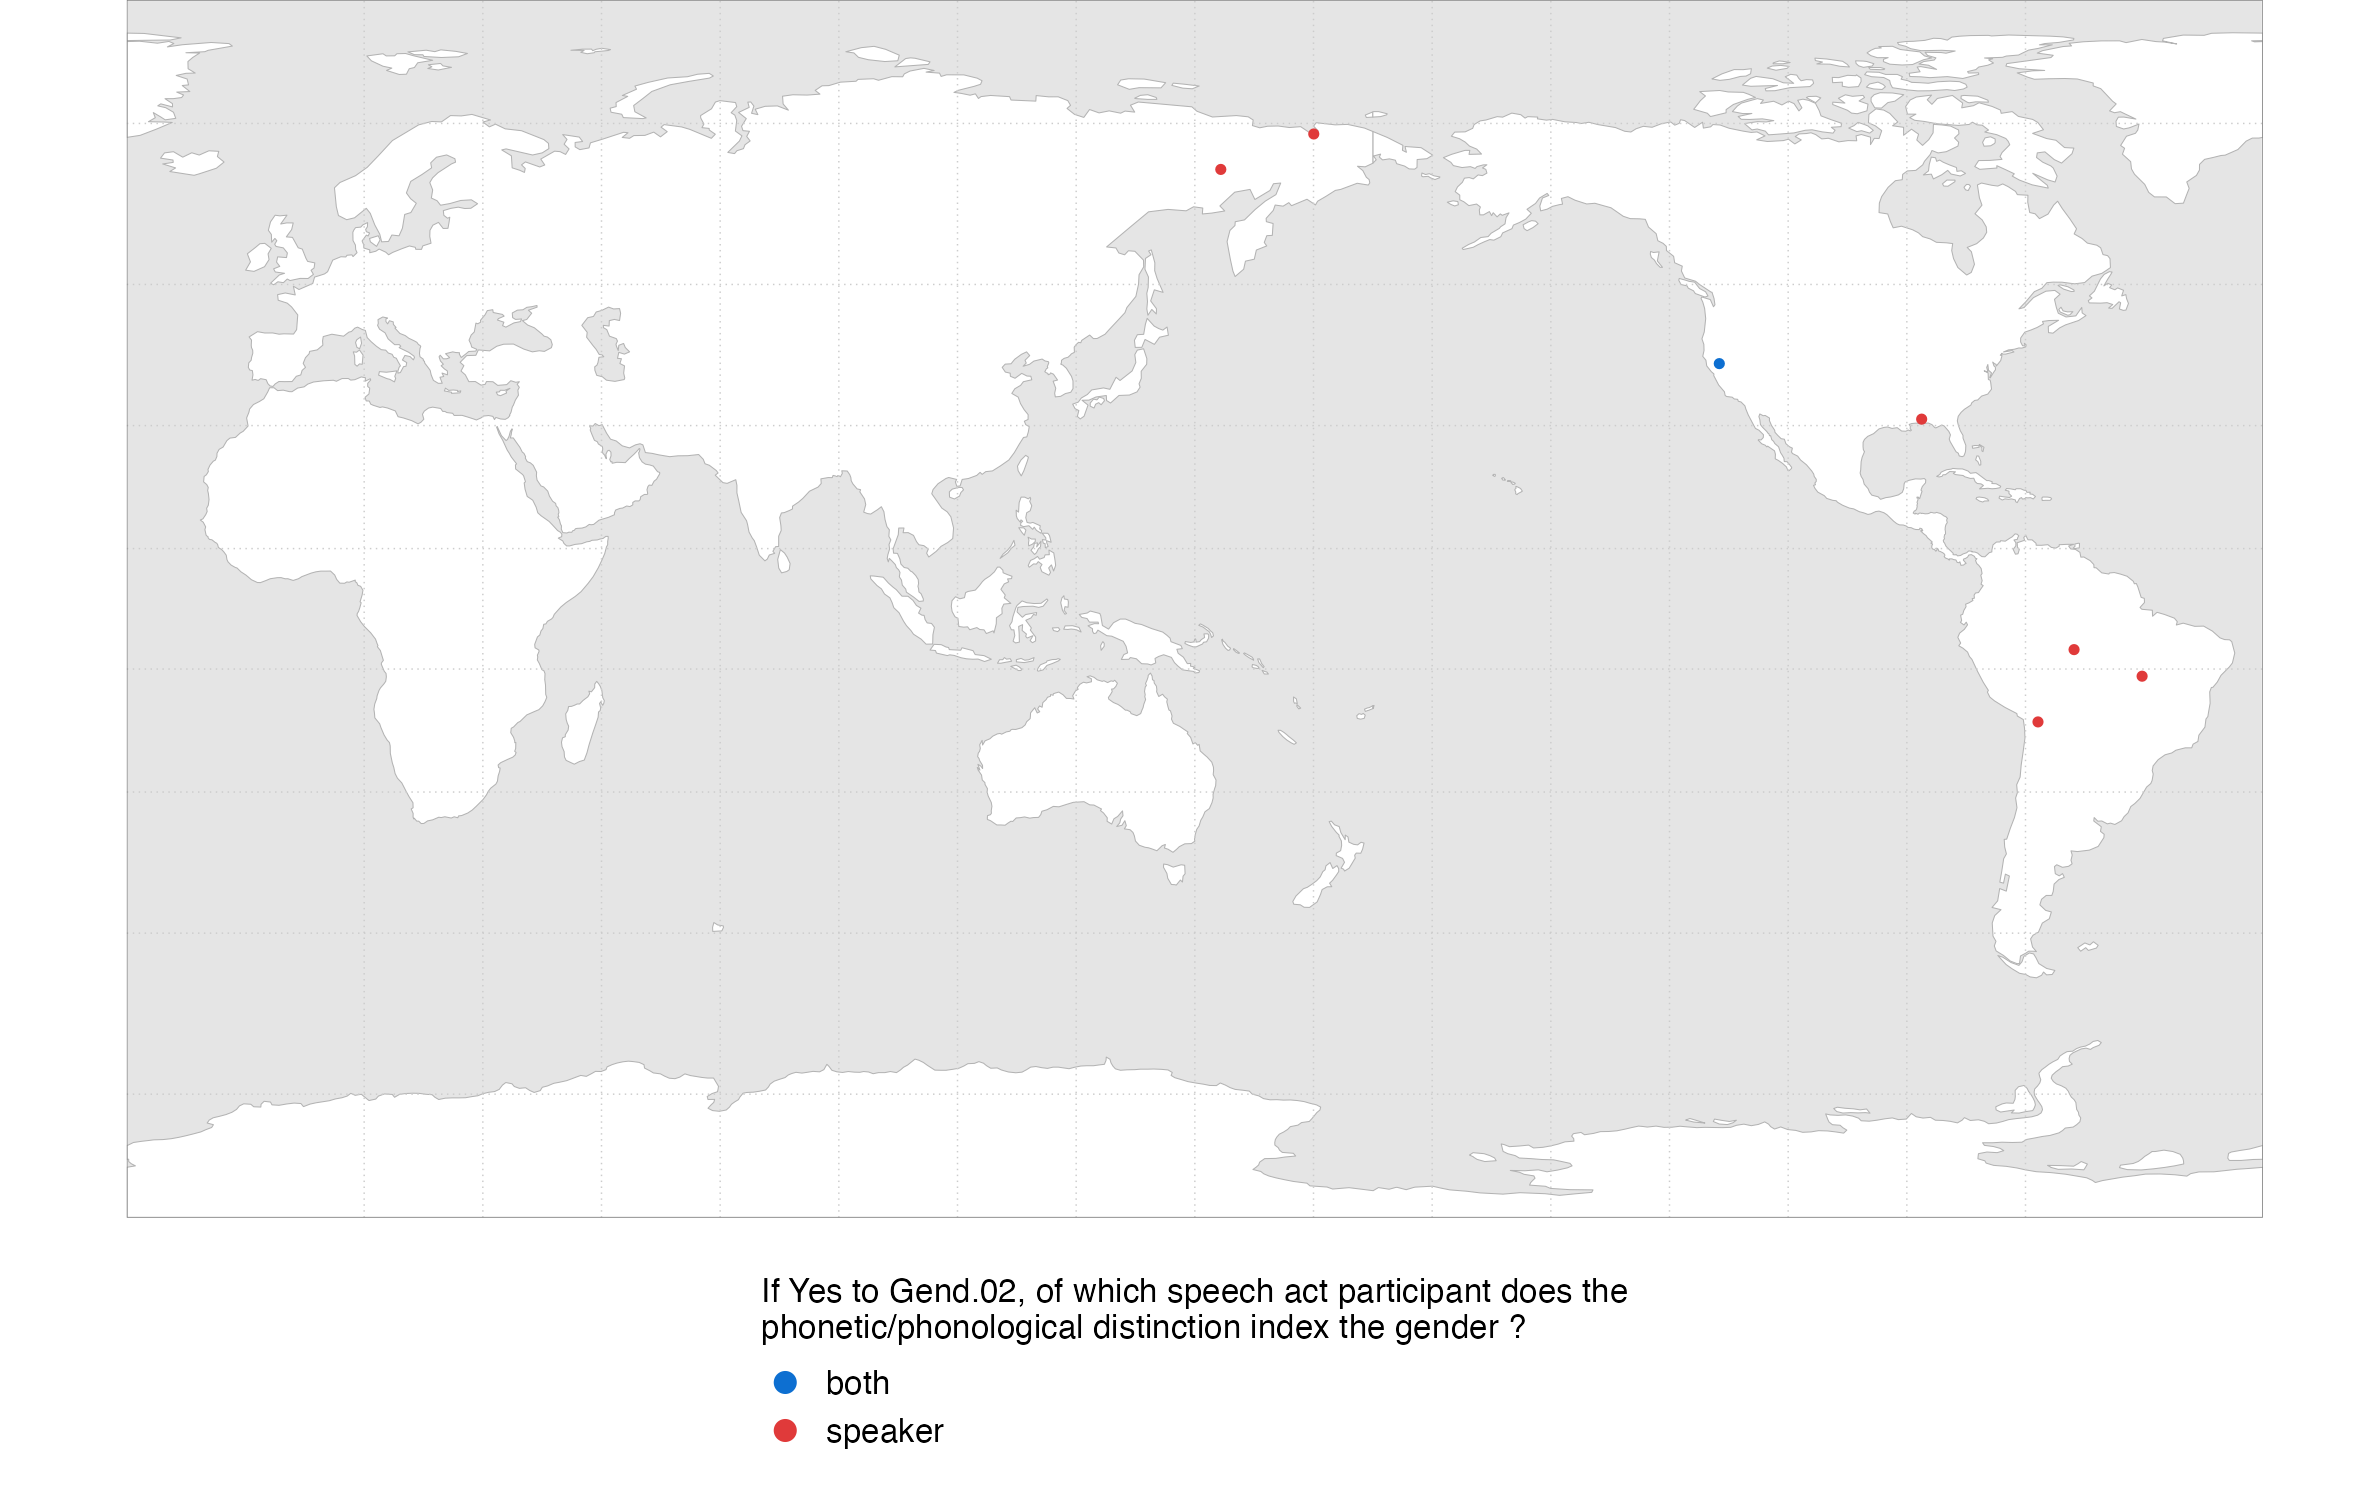 If Yes to Gend.02, of which speech act participant does the
phonetic/phonological distinction index the gender ?
both
speaker